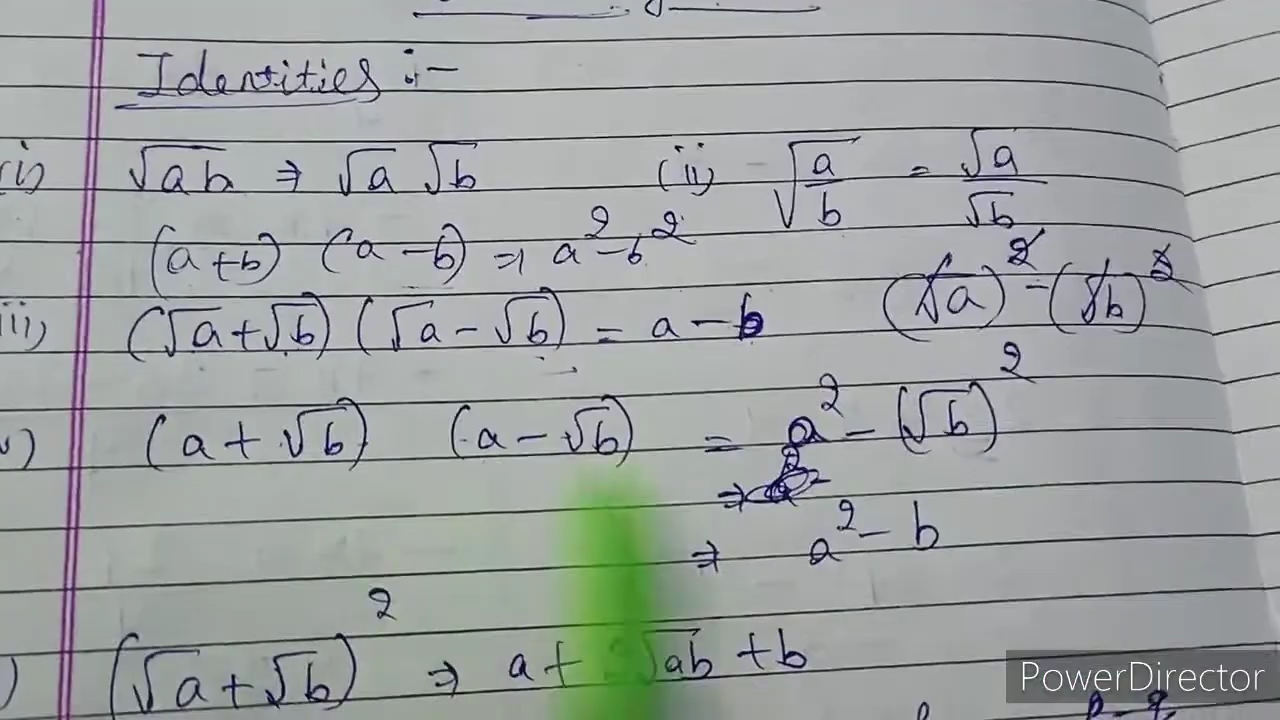 Identities :-
(i) √ab ⇒ √a √b (ii) √(a/b) = √a/√b
(a+b) (a-b) ⇒ a²-b²
iii) (√a+√b) (√a-√b) = a-b (√a)² - (√b)²
v) (a+√b) (a-√b) = a² - (√b)²
⇒ a² - b
) (√a+√b)² ⇒ a + √ab + b
PowerDirector